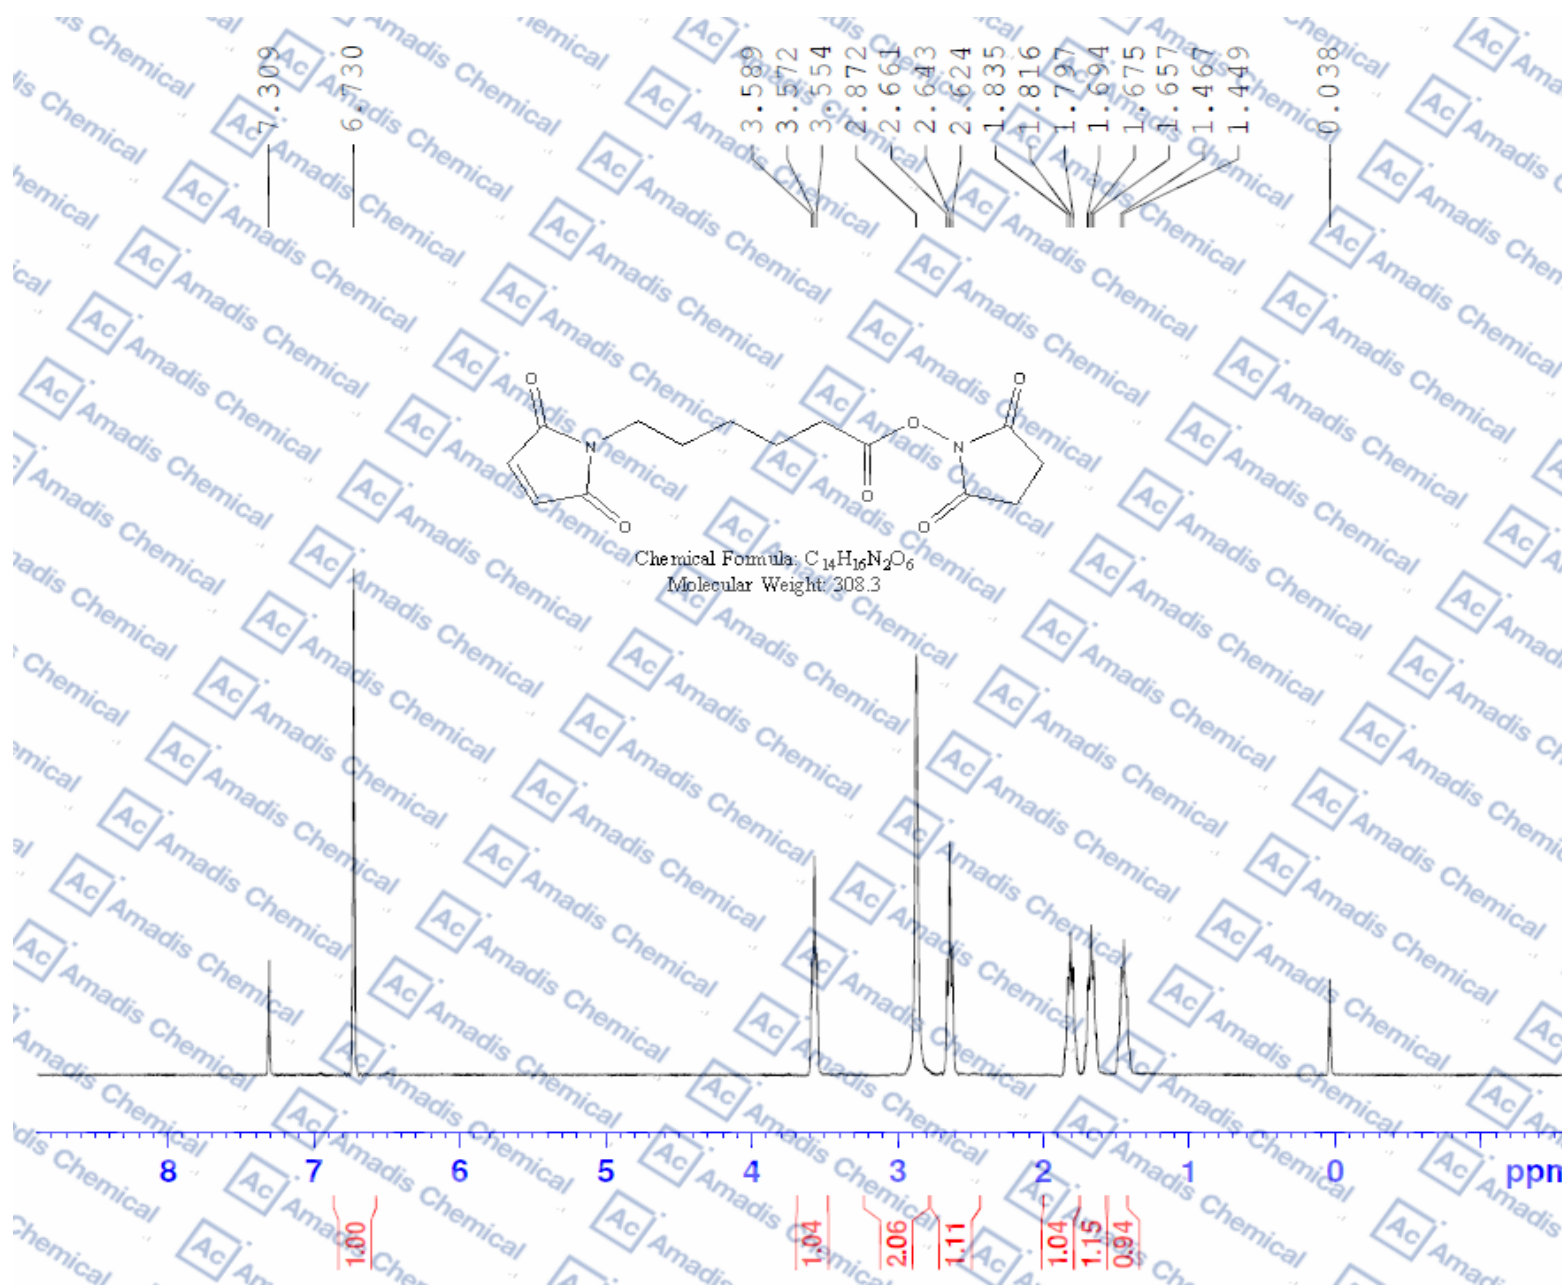 7.309
6.730
3.589
3.572
3.554
2.872
2.661
2.643
2.624
1.835
1.816
1.797
1.694
1.675
1.657
1.467
1.449
0.038
O
O
O
O
N
N
O
O
O
Chemical Formula: C14H16N2O6
Molecular Weight: 308.3
8 7 6 5 4 3 2 1 0 ppm
1.00
1.04
2.06
1.11
1.04
1.15
0.94
Ac Amadis Chemical